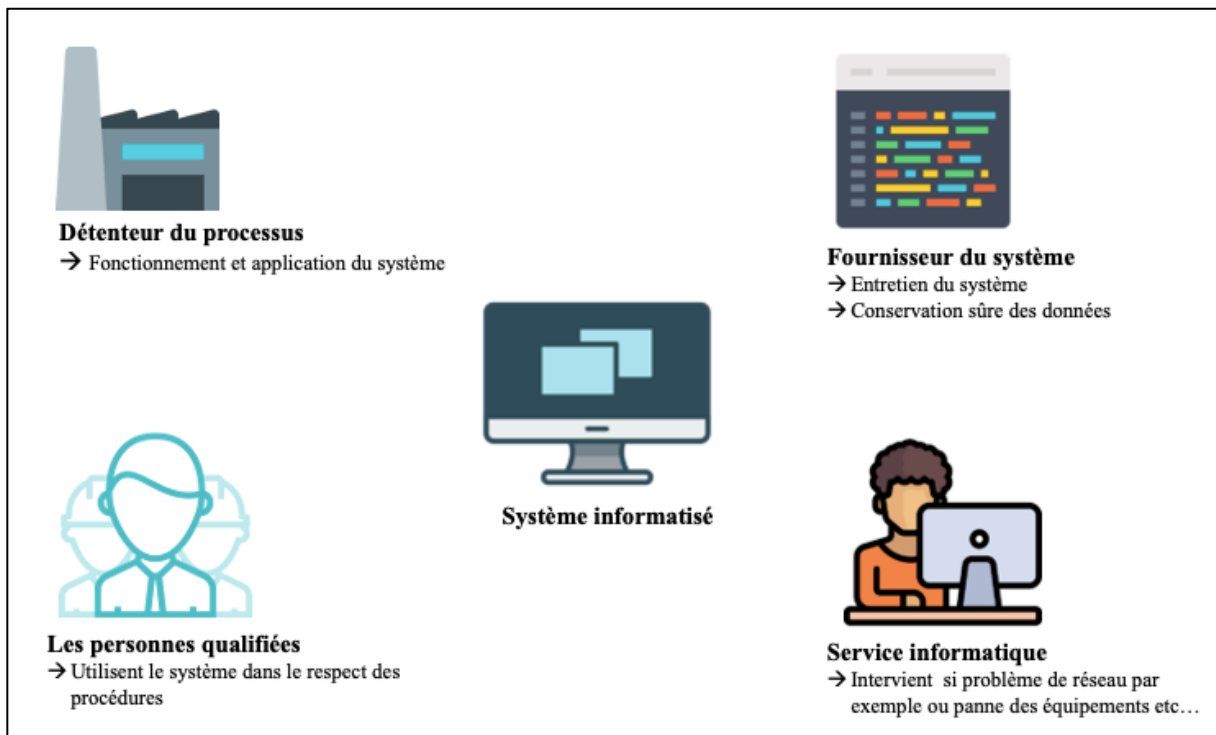 Détenteur du processus
→ Fonctionnement et application du système
Fournisseur du système
→ Entretien du système
→ Conservation sûre des données
Système informatisé
Les personnes qualifiées
→ Utilisent le système dans le respect des
procédures
Service informatique
→ Intervient si problème de réseau par
exemple ou panne des équipements etc…